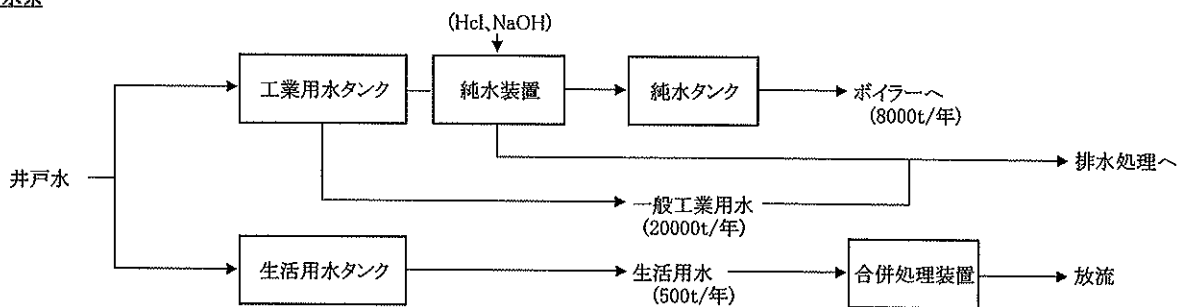 (Hcl、NaOH)
工業用水タンク
純水装置
純水タンク
ボイラーへ
(8000t/年)
排水処理へ
井戸水
一般工業用水
(20000t/年)
生活用水タンク
生活用水
(500t/年)
合併処理装置
放流